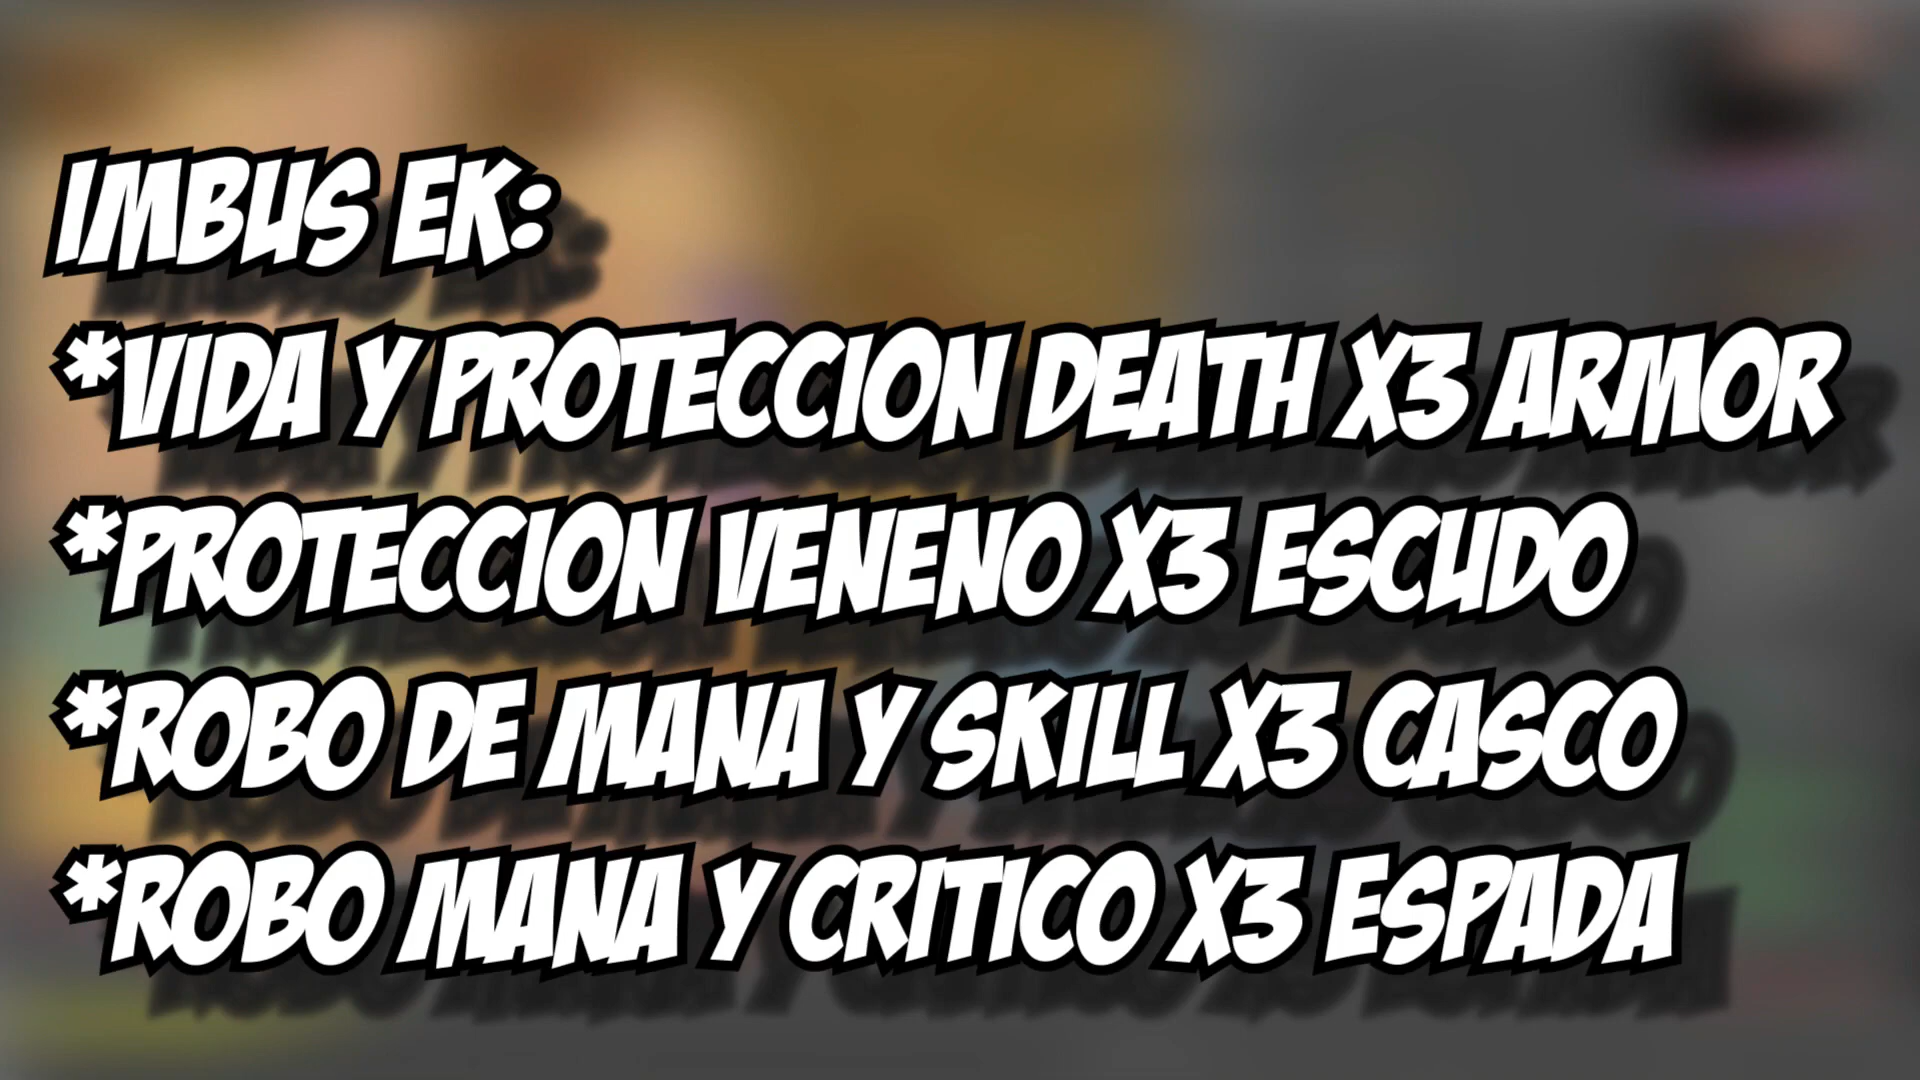 IMBUS EK:
*VIDA Y PROTECCION DEATH X3 ARMOR
*PROTECCION VENENO X3 ESCUDO
*ROBO DE MANA Y SKILL X3 CASCO
*ROBO MANA Y CRITICO X3 ESPADA